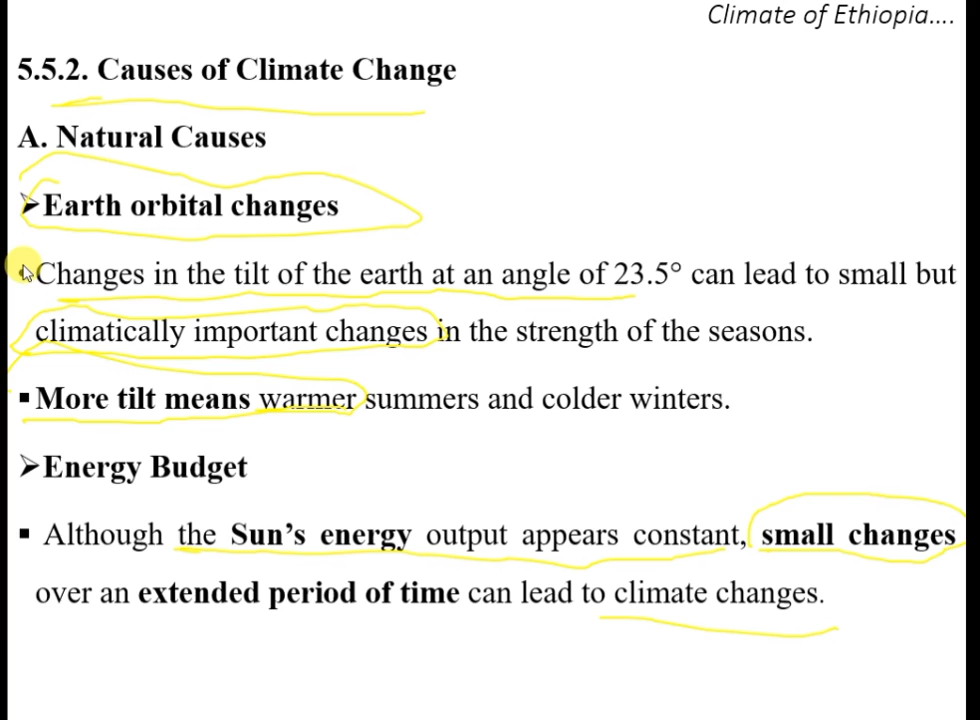 Climate of Ethiopia....
5.5.2. Causes of Climate Change
A. Natural Causes
➢Earth orbital changes
▪Changes in the tilt of the earth at an angle of 23.5° can lead to small but
climatically important changes in the strength of the seasons.
▪ More tilt means warmer summers and colder winters.
➢Energy Budget
▪ Although the Sun’s energy output appears constant, small changes
over an extended period of time can lead to climate changes.